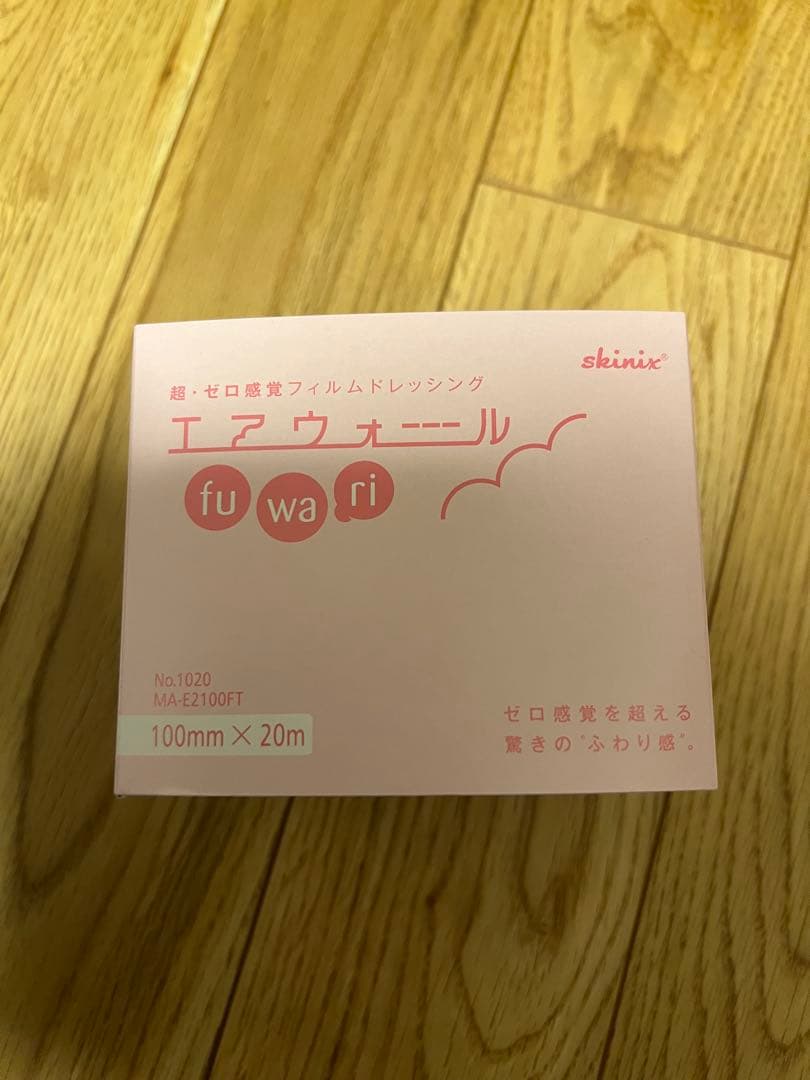 skinix®
超・ゼロ感覚フィルムドレッシング
エアウォール
fu wa ri
No.1020
MA-E2100FT
100mm × 20m
ゼロ感覚を超える
驚きの"ふわり感"。